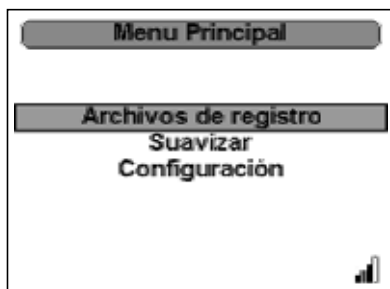 Menu Principal
Archivos de registro
Suavizar
Configuración